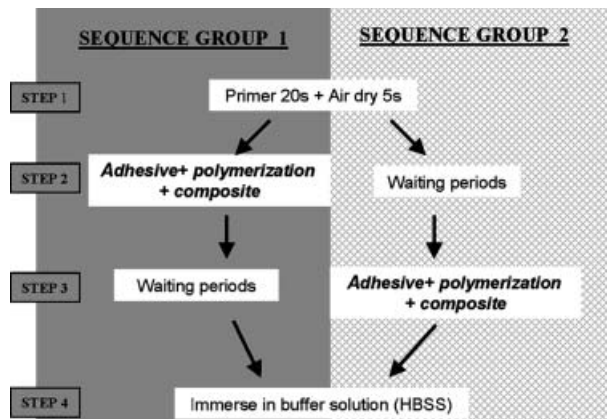 SEQUENCE GROUP 1
SEQUENCE GROUP 2
STEP 1
Primer 20s + Air dry 5s
STEP 2
Adhesive+ polymerization
+ composite
Waiting periods
STEP 3
Waiting periods
Adhesive+ polymerization
+ composite
STEP 4
Immerse in buffer solution (HBSS)